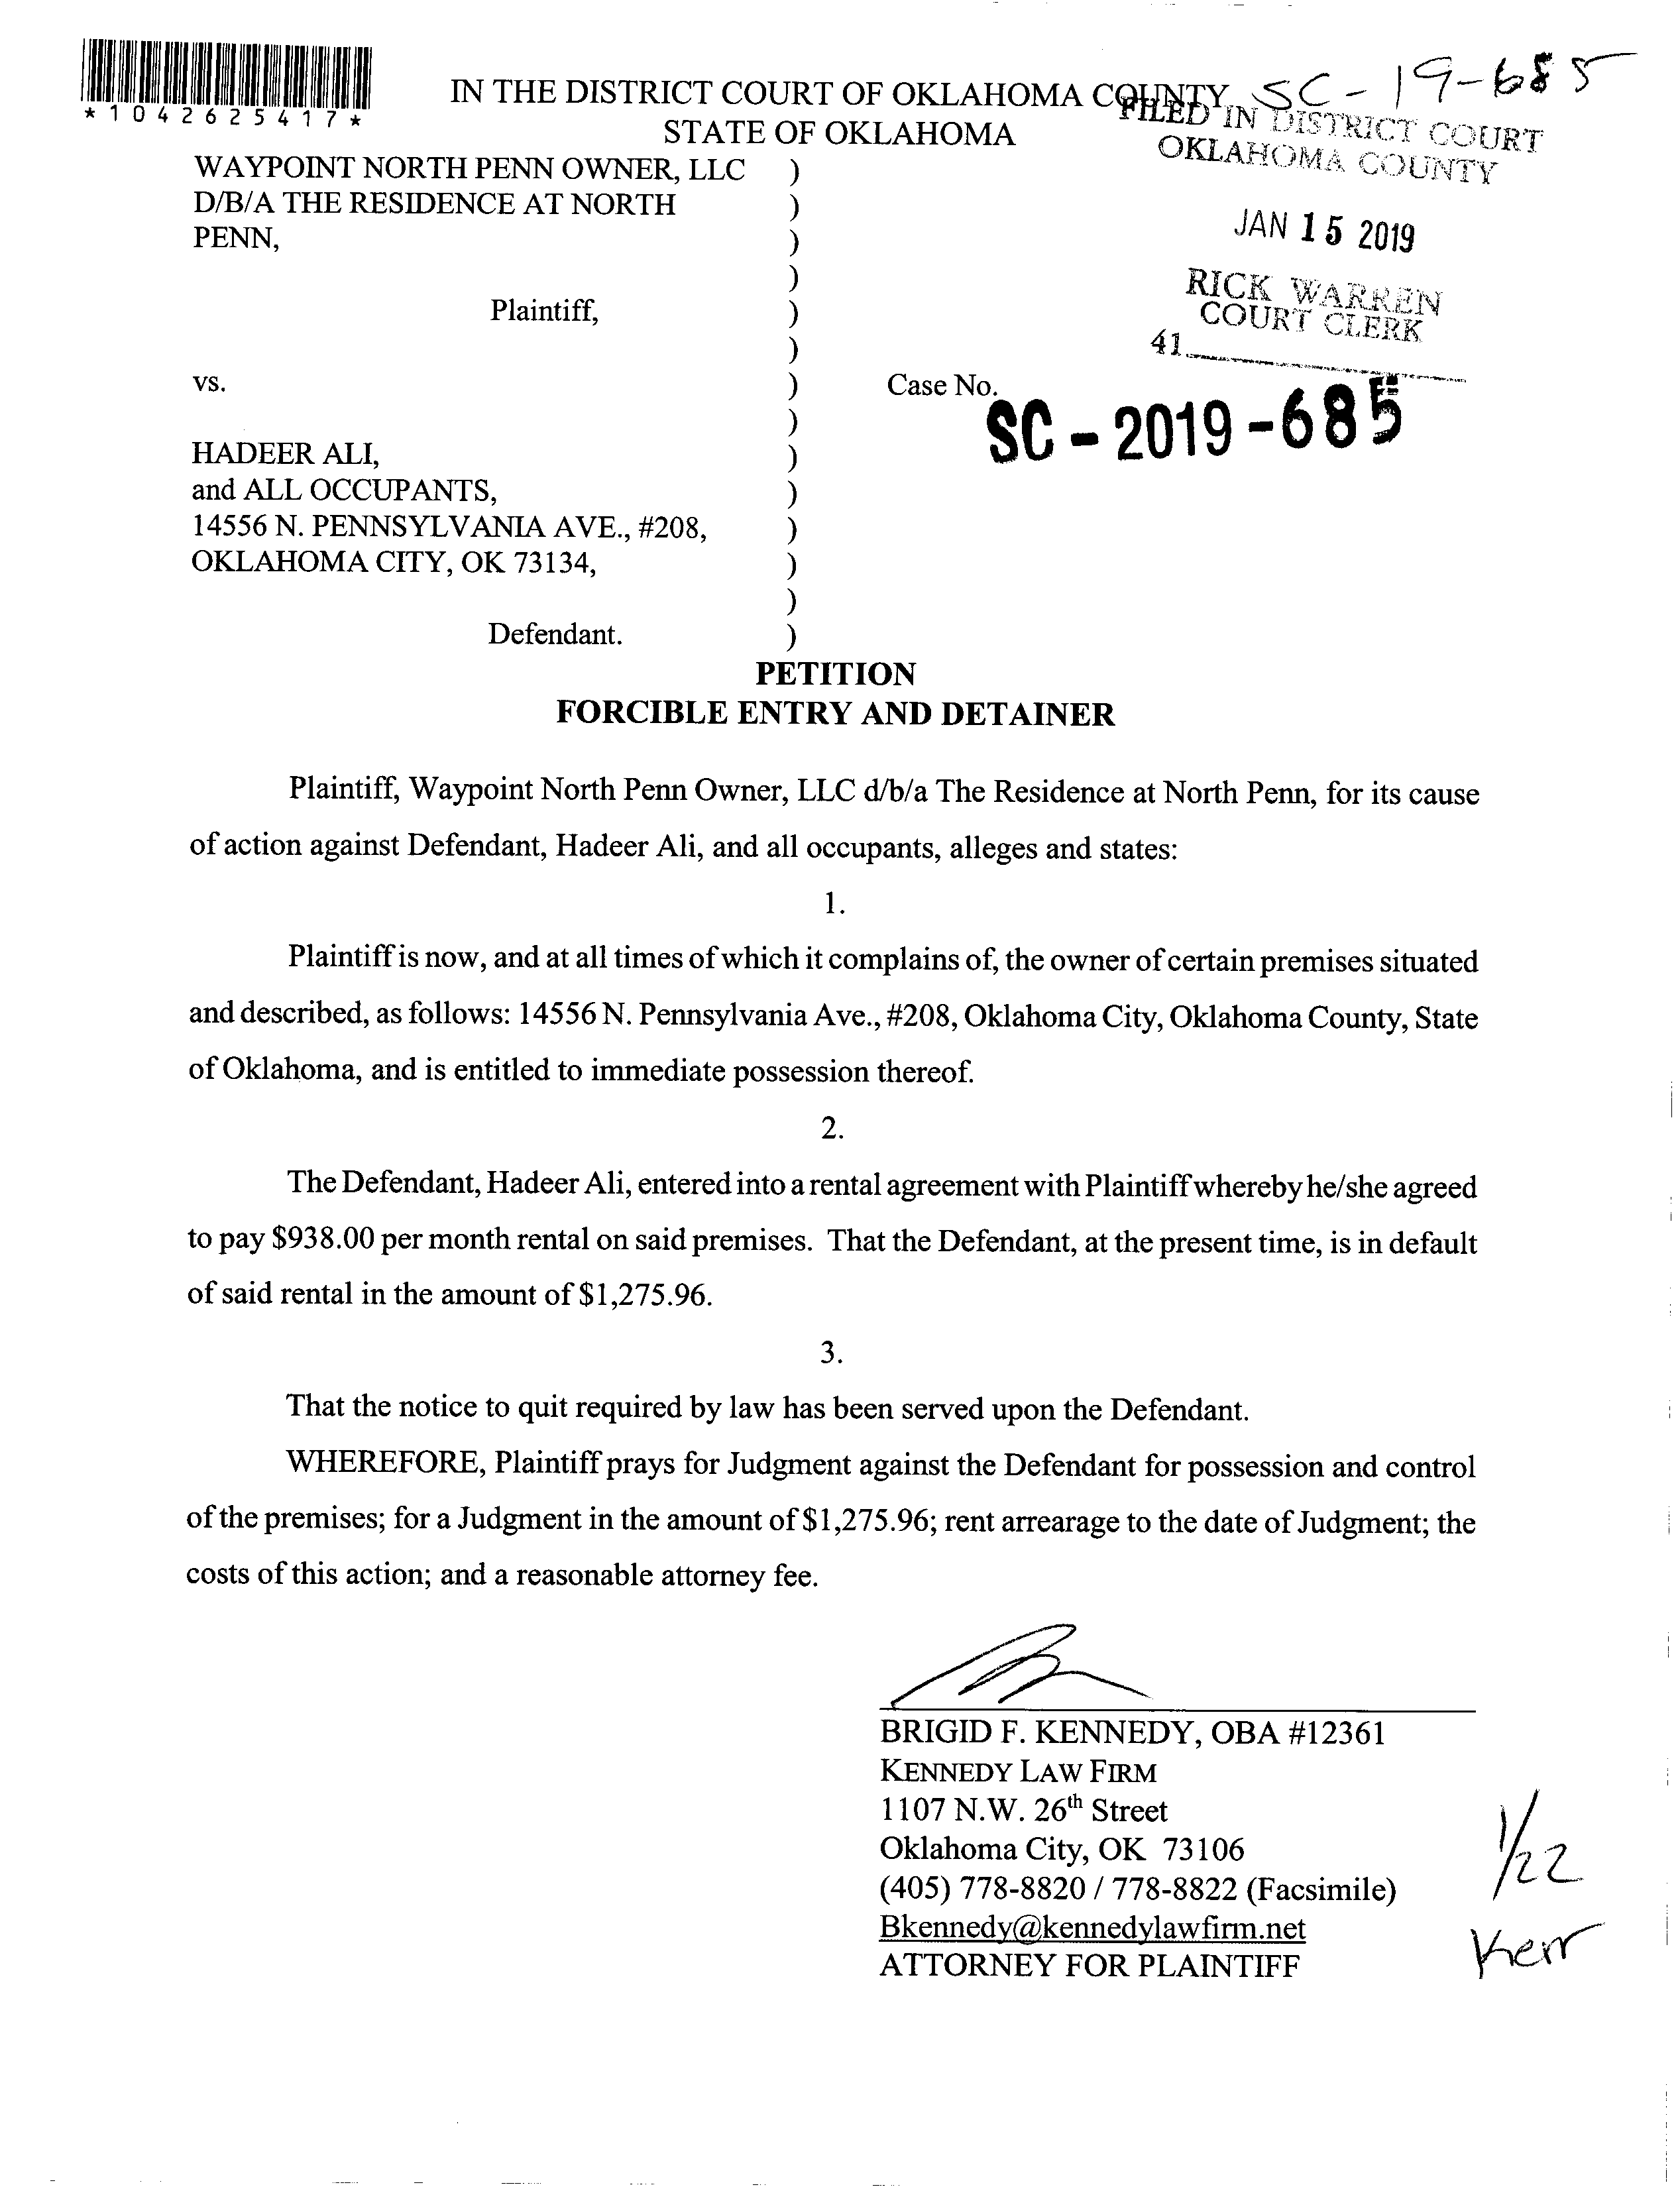 *1042625417*
IN THE DISTRICT COURT OF OKLAHOMA COUNTY
STATE OF OKLAHOMA
SC-19-685
FILED IN DISTRICT COURT
OKLAHOMA COUNTY
JAN 15 2019
RICK WARREN
COURT CLERK
41
WAYPOINT NORTH PENN OWNER, LLC )
D/B/A THE RESIDENCE AT NORTH )
PENN, )
)
Plaintiff, )
)
vs. ) Case No.
SC-2019-685
)
HADEER ALI, )
and ALL OCCUPANTS, )
14556 N. PENNSYLVANIA AVE., #208, )
OKLAHOMA CITY, OK 73134, )
)
Defendant. )
PETITION
FORCIBLE ENTRY AND DETAINER
Plaintiff, Waypoint North Penn Owner, LLC d/b/a The Residence at North Penn, for its cause
of action against Defendant, Hadeer Ali, and all occupants, alleges and states:
1.
Plaintiff is now, and at all times of which it complains of, the owner of certain premises situated
and described, as follows: 14556 N. Pennsylvania Ave., #208, Oklahoma City, Oklahoma County, State
of Oklahoma, and is entitled to immediate possession thereof.
2.
The Defendant, Hadeer Ali, entered into a rental agreement with Plaintiff whereby he/she agreed
to pay $938.00 per month rental on said premises. That the Defendant, at the present time, is in default
of said rental in the amount of $1,275.96.
3.
That the notice to quit required by law has been served upon the Defendant.
WHEREFORE, Plaintiff prays for Judgment against the Defendant for possession and control
of the premises; for a Judgment in the amount of $1,275.96; rent arrearage to the date of Judgment; the
costs of this action; and a reasonable attorney fee.
BRIGID F. KENNEDY, OBA #12361
KENNEDY LAW FIRM
1107 N.W. 26th Street
Oklahoma City, OK 73106
(405) 778-8820 / 778-8822 (Facsimile)
Bkennedy@kennedylawfirm.net
ATTORNEY FOR PLAINTIFF
1/22
Kerr